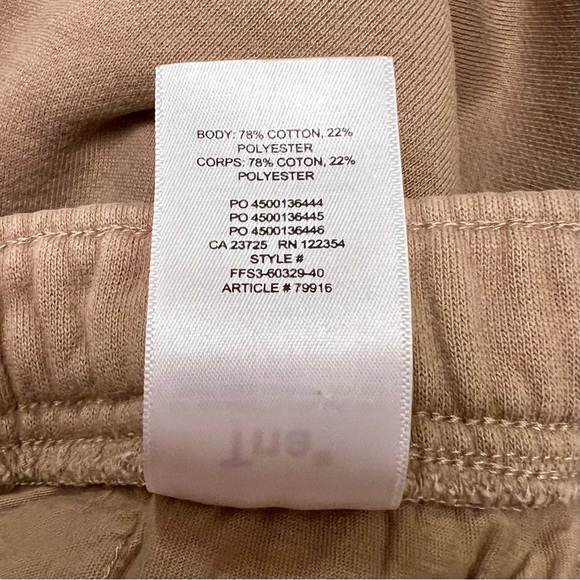 BODY: 78% COTTON, 22%
POLYESTER
CORPS: 78% COTON, 22%
POLYESTER
PO 4500136444
PO 4500136445
PO 4500136446
CA 23725 RN 122354
STYLE #
FFS3-60329-40
ARTICLE # 79916